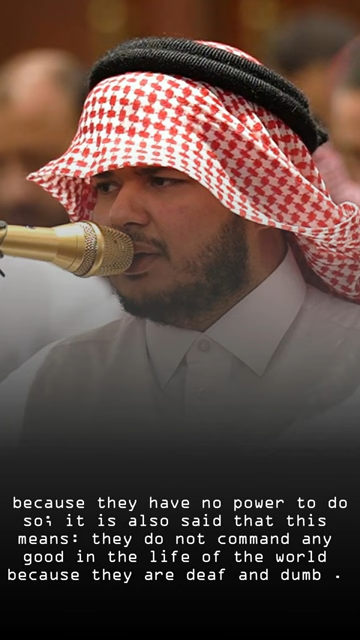 because they have no power to do
so; it is also said that this
means: they do not command any
good in the life of the world
because they are deaf and dumb .